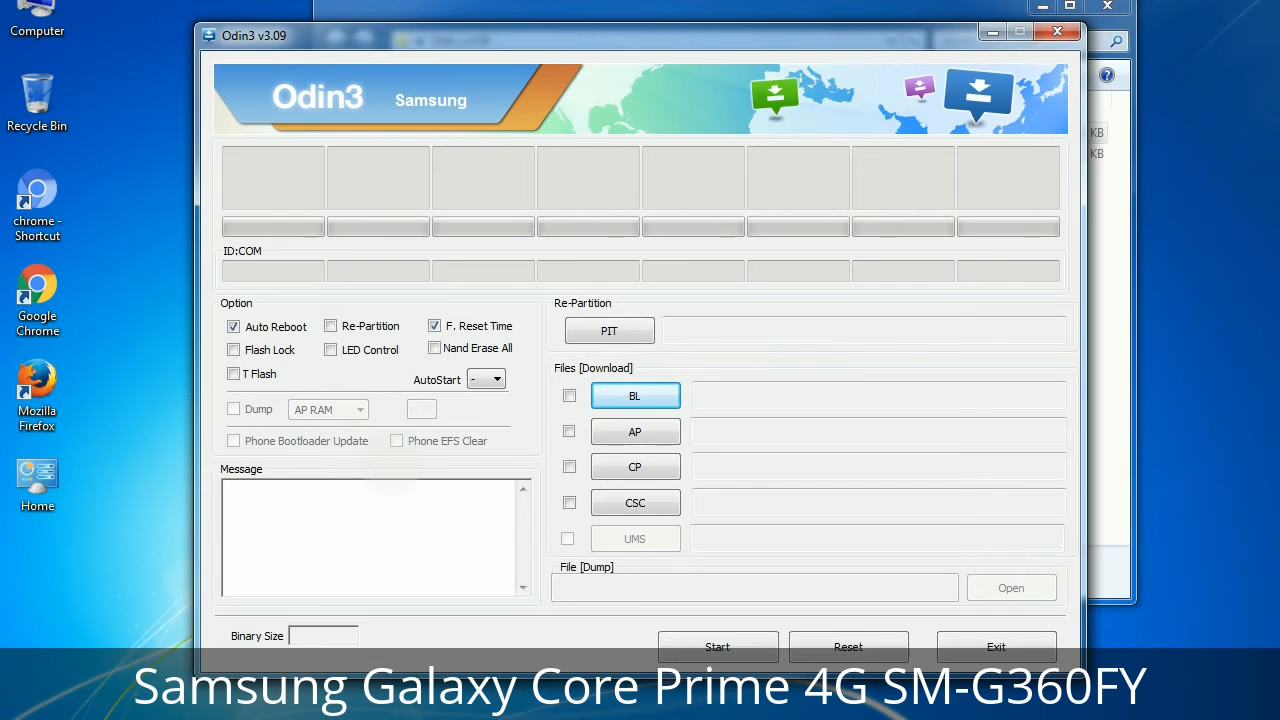 Computer
Recycle Bin
chrome - Shortcut
Google Chrome
Mozilla Firefox
Home
Odin3 v3.09
Odin3 Samsung
KB
KB
ID:COM
Option
Auto Reboot Re-Partition F. Reset Time
Flash Lock LED Control Nand Erase All
T Flash
AutoStart -
Dump AP RAM
Phone Bootloader Update Phone EFS Clear
Message
Re-Partition
PIT
Files [Download]
BL
AP
CP
CSC
UMS
File [Dump]
Open
Binary Size
Start Reset Exit
Samsung Galaxy Core Prime 4G SM-G360FY